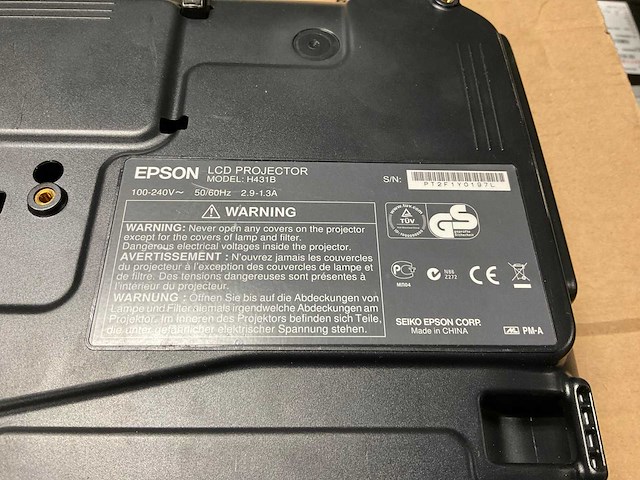 EPSON LCD PROJECTOR
MODEL: H431B
100-240V~ 50/60Hz 2.9-1.3A
S/N:
PT2F1Y0197L
WARNING
WARNING: Never open any covers on the projector
except for the covers of lamp and filter.
Dangerous electrical voltages inside the projector.
AVERTISSEMENT : N'ouvrez jamais les couvercles
du projecteur à l'exception des couvercles de lampe et
de filtre. Des tensions dangereuses sont présentes à
l'intérieur du projecteur.
WARNUNG : Öffnen Sie bis auf die Abdeckungen von
Lampe und Filter niemals irgendwelche Abdeckungen am
Projektor. Im Inneren des Projektors befinden sich Teile,
die unter gefährlicher elektrischer Spannung stehen.
TÜV
GS
geprüfte
Sicherheit
ME04
N86
Z272
CE
SEIKO EPSON CORP.
Made in CHINA
PM-A